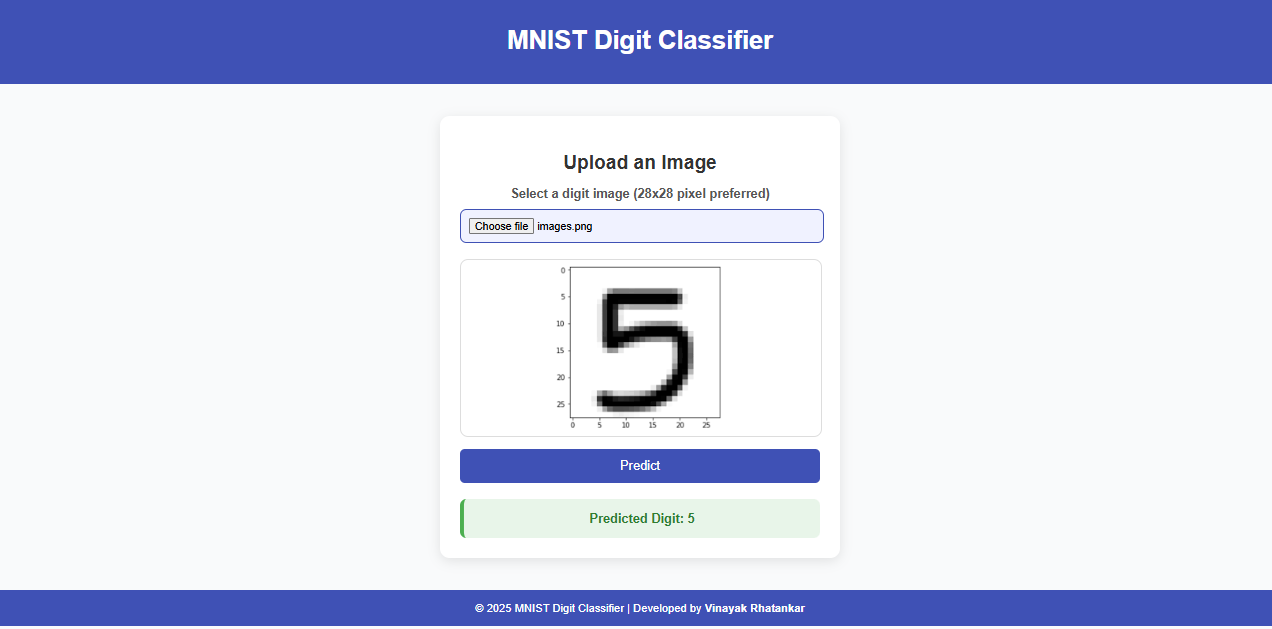 MNIST Digit Classifier
Upload an Image
Select a digit image (28x28 pixel preferred)
Choose file images.png
0
5
10
15
20
25
5
0 5 10 15 20 25
Predict
Predicted Digit: 5
© 2025 MNIST Digit Classifier | Developed by Vinayak Rhatankar